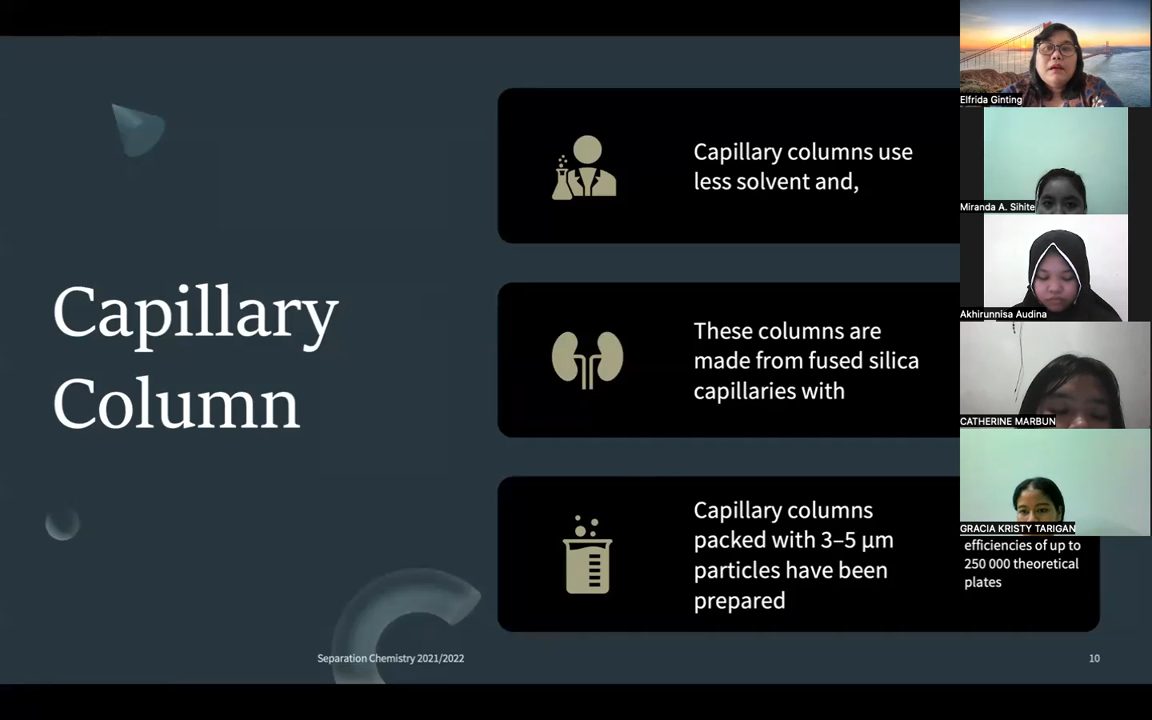 Capillary
Column
Capillary columns use
less solvent and,
These columns are
made from fused silica
capillaries with
Capillary columns
packed with 3–5 µm
particles have been
prepared
efficiencies of up to
250 000 theoretical
plates
Separation Chemistry 2021/2022
10
Elfrida Ginting
Miranda A. Sihite
Akhirunnisa Audina
CATHERINE MARBUN
GRACIA KRISTY TARIGAN